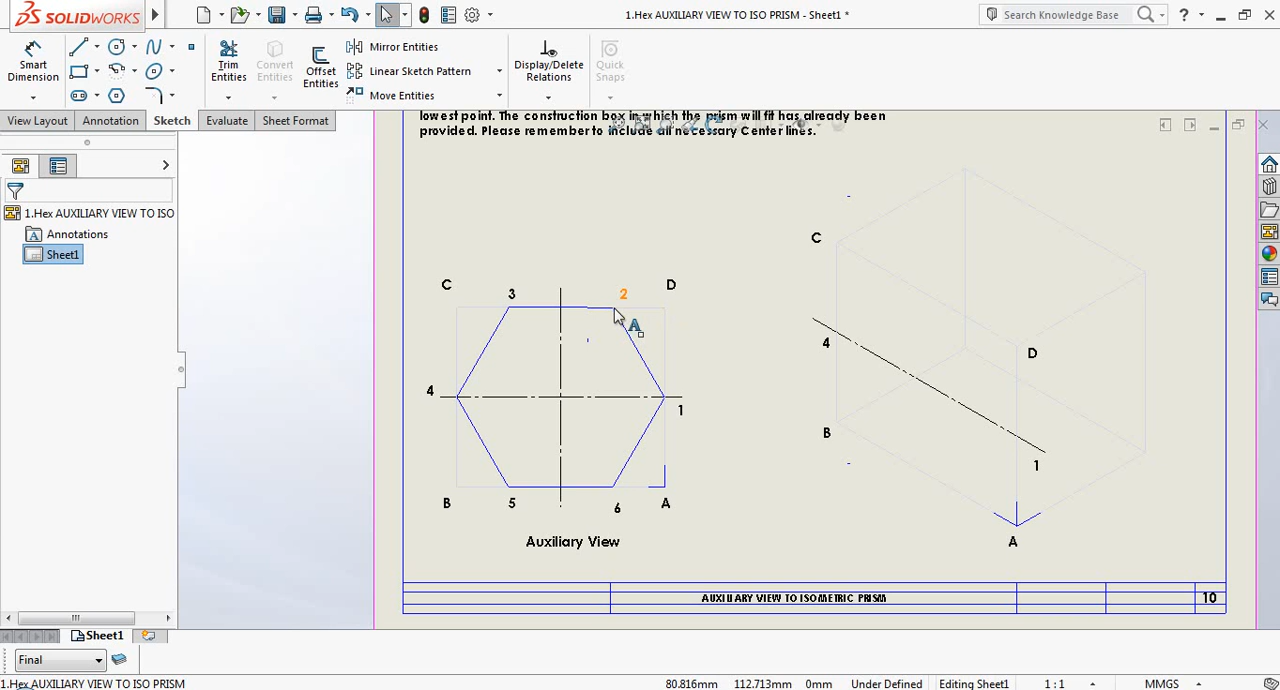 SOLIDWORKS
1.Hex AUXILIARY VIEW TO ISO PRISM - Sheet1 *
Search Knowledge Base
?
Smart
Dimension
Trim
Entities
Convert
Entities
Offset
Entities
Mirror Entities
Linear Sketch Pattern
Move Entities
Display/Delete
Relations
Quick
Snaps
View Layout
Annotation
Sketch
Evaluate
Sheet Format
1.Hex AUXILIARY VIEW TO ISO
Annotations
Sheet1
lowest point. The construction box in which the prism will fit has already been
provided. Please remember to include all necessary Center lines.
C
3
2
D
4
1
B
5
6
A
A
Auxiliary View
C
4
D
B
1
A
AUXILIARY VIEW TO ISOMETRIC PRISM
10
Sheet1
Final
1.Hex AUXILIARY VIEW TO ISO PRISM
80.816mm
112.713mm
0mm
Under Defined
Editing Sheet1
1 : 1
MMGS